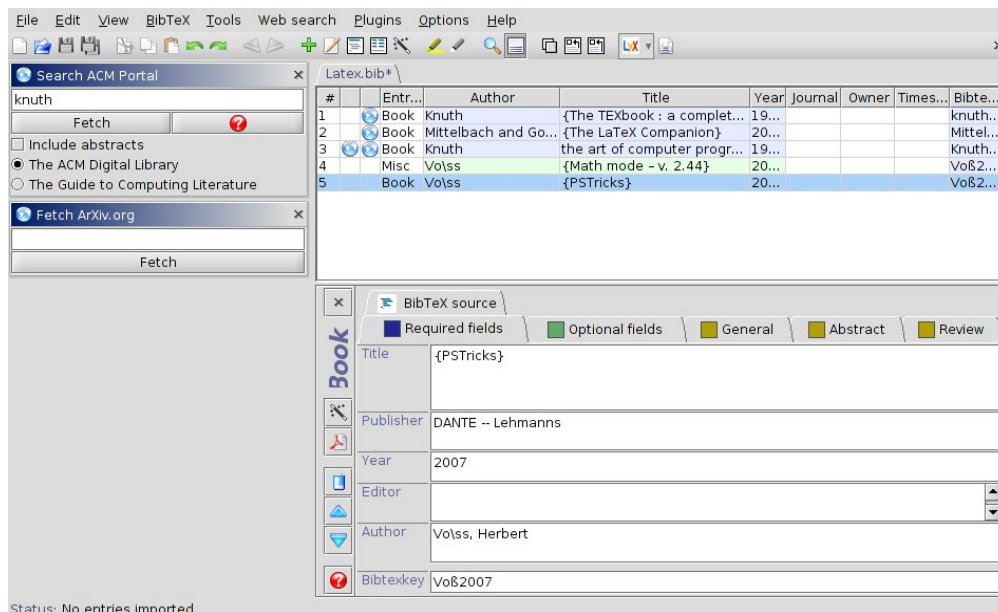 File Edit View BibTeX Tools Web search Plugins Options Help
LyX
Search ACM Portal
knuth
Fetch
Include abstracts
The ACM Digital Library
The Guide to Computing Literature
Fetch ArXiv.org
Fetch
Latex.bib*
# Entr... Author Title Year Journal Owner Times... Bibte...
1 Book Knuth {The TEXbook : a complet... 19... knuth...
2 Book Mittelbach and Go... {The LaTeX Companion} 20... Mittel...
3 Book Knuth the art of computer progr... 19... Knuth...
4 Misc Vo\ss {Math mode – v. 2.44} 20... Voß2...
5 Book Vo\ss {PSTricks} 20... Voß2...
Book
BibTeX source
Required fields Optional fields General Abstract Review
Title {PSTricks}
Publisher DANTE -- Lehmanns
Year 2007
Editor
Author Vo\ss, Herbert
Bibtexkey Voß2007
Status: No entries imported.